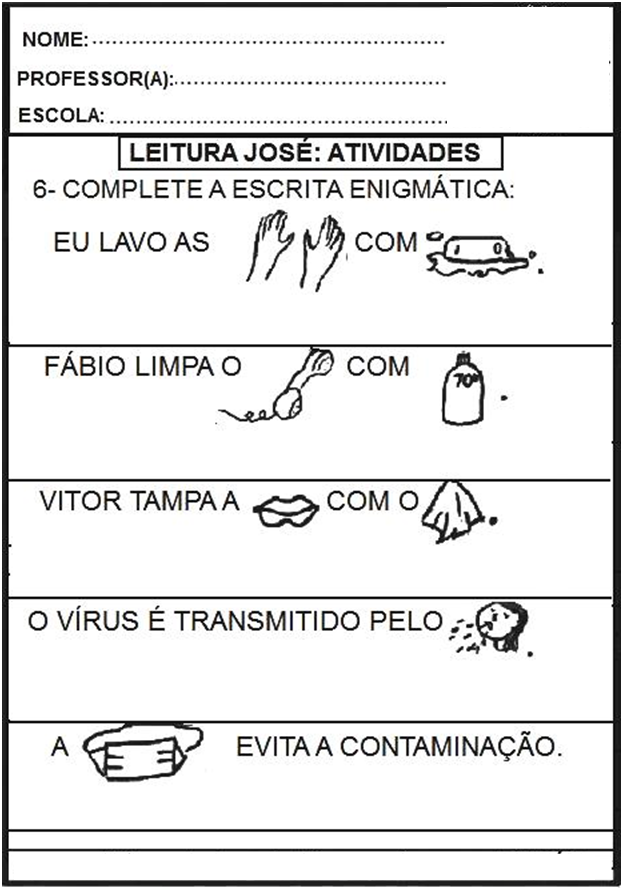 NOME:
PROFESSOR(A):
ESCOLA:
LEITURA JOSÉ: ATIVIDADES
6- COMPLETE A ESCRITA ENIGMÁTICA:
EU LAVO AS COM
FÁBIO LIMPA O COM 70º.
VITOR TAMPA A COM O .
O VÍRUS É TRANSMITIDO PELO .
A EVITA A CONTAMINAÇÃO.